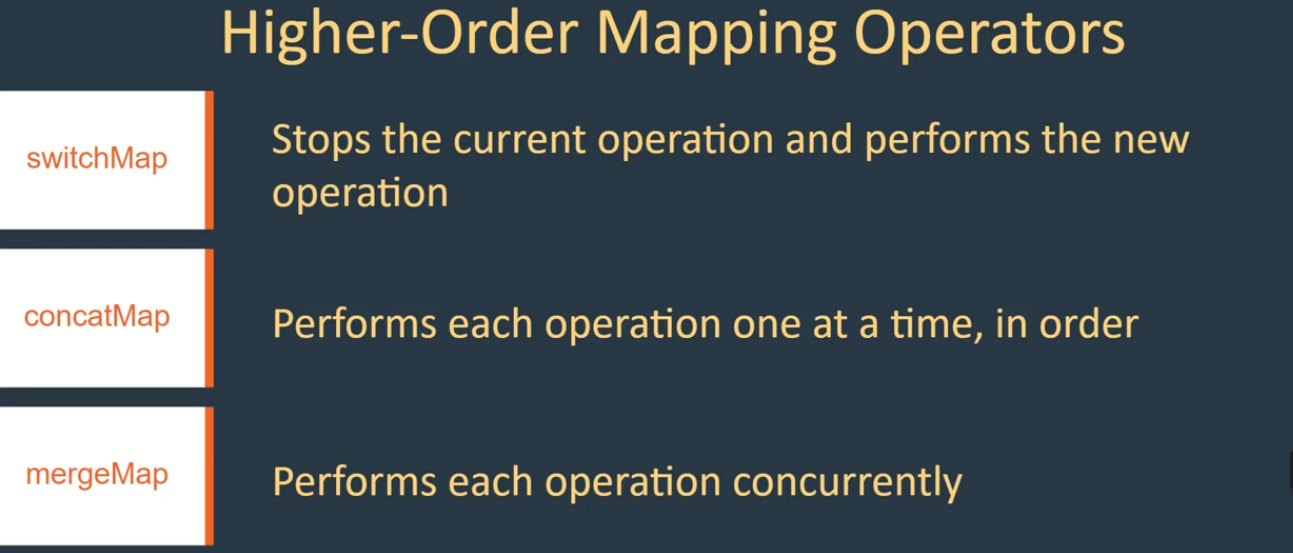 Higher-Order Mapping Operators
switchMap
Stops the current operation and performs the new
operation
concatMap
Performs each operation one at a time, in order
mergeMap
Performs each operation concurrently